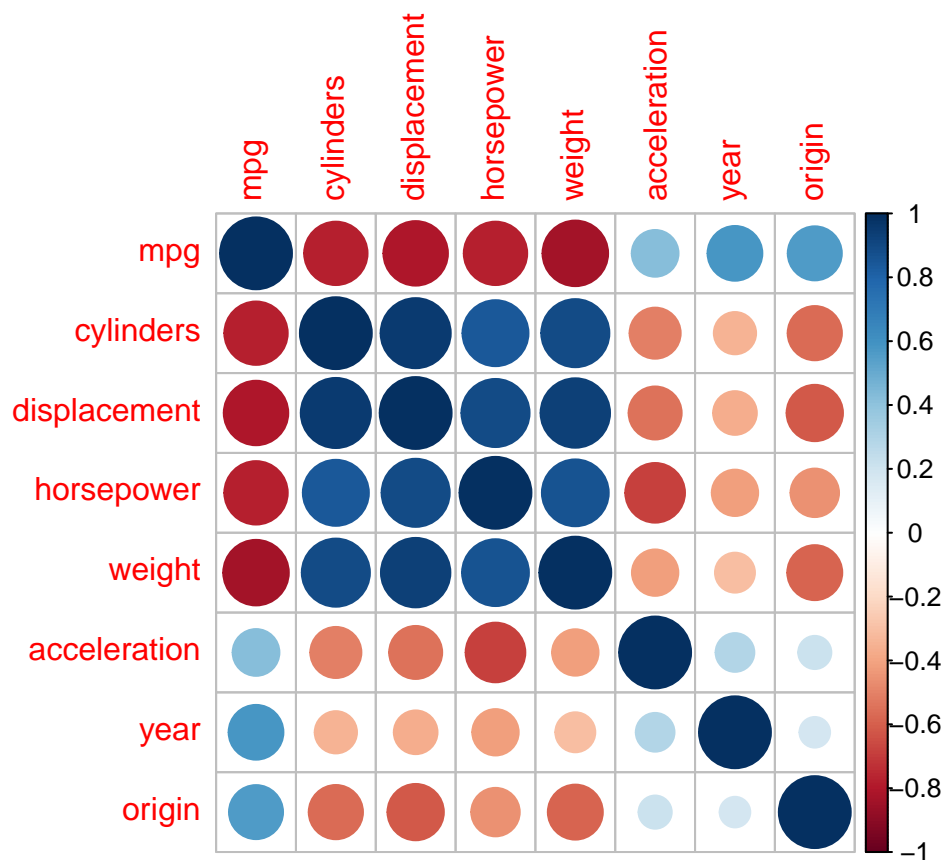 mpg
cylinders
displacement
horsepower
weight
acceleration
year
origin
mpg
cylinders
displacement
horsepower
weight
acceleration
year
origin
1
0.8
0.6
0.4
0.2
0
−0.2
−0.4
−0.6
−0.8
−1